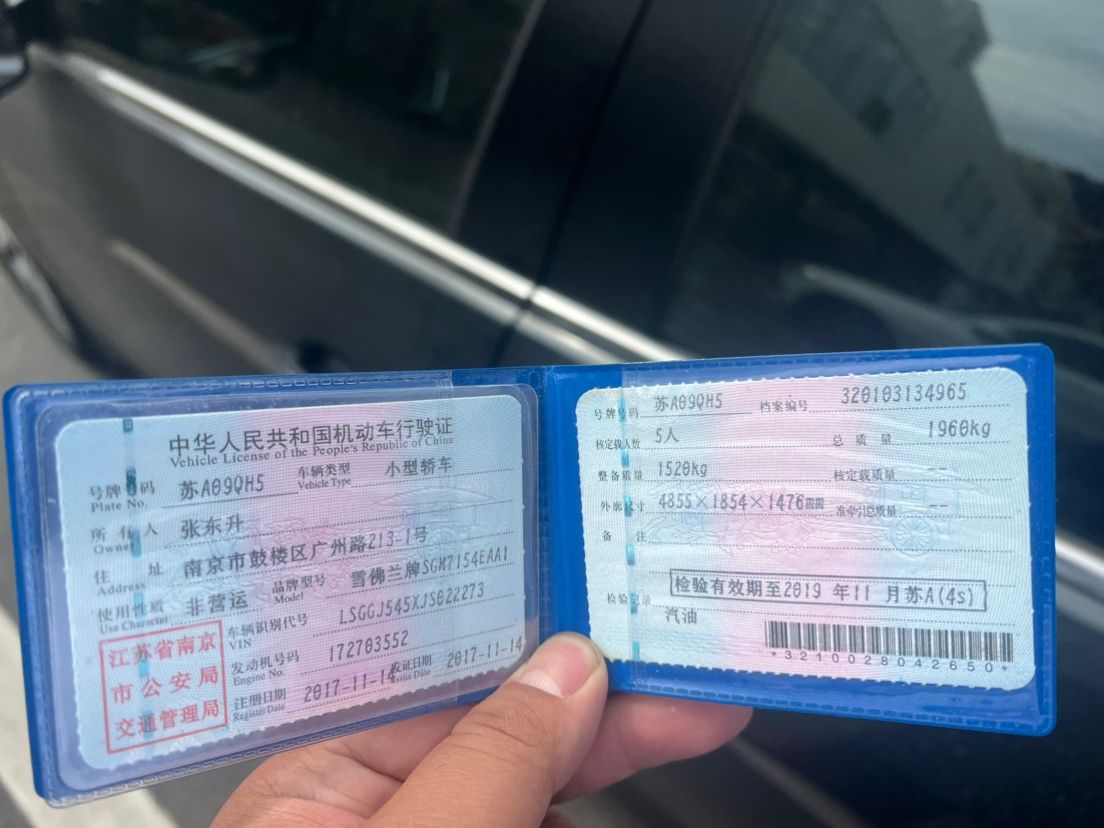 中华人民共和国机动车行驶证
Vehicle License of the People's Republic of China
号牌号码 苏A09QH5 车辆类型 小型轿车
Plate No. Vehicle Type
所有人 张东升
Owner
住址 南京市鼓楼区广州路213-1号
Address
使用性质 非营运 品牌型号 雪佛兰牌SGM7154EAA1
Use Character Model
江苏省南京
市公安局
交通管理局
车辆识别代号 LSGGJ545XJS022273
VIN
发动机号码 172703552
Engine No.
注册日期 2017-11-14 发证日期 2017-11-14
Register Date Issue Date
号牌号码 苏A09QH5 档案编号 320103134965
核定载人数 5人 总质量 1960kg
整备质量 1520kg 核定载质量 --
外廓尺寸 4855×1854×1476mm 准牵引总质量 --
备注
检验记录 检验有效期至2019 年11 月苏A(4s)
汽油
*3210028042650*